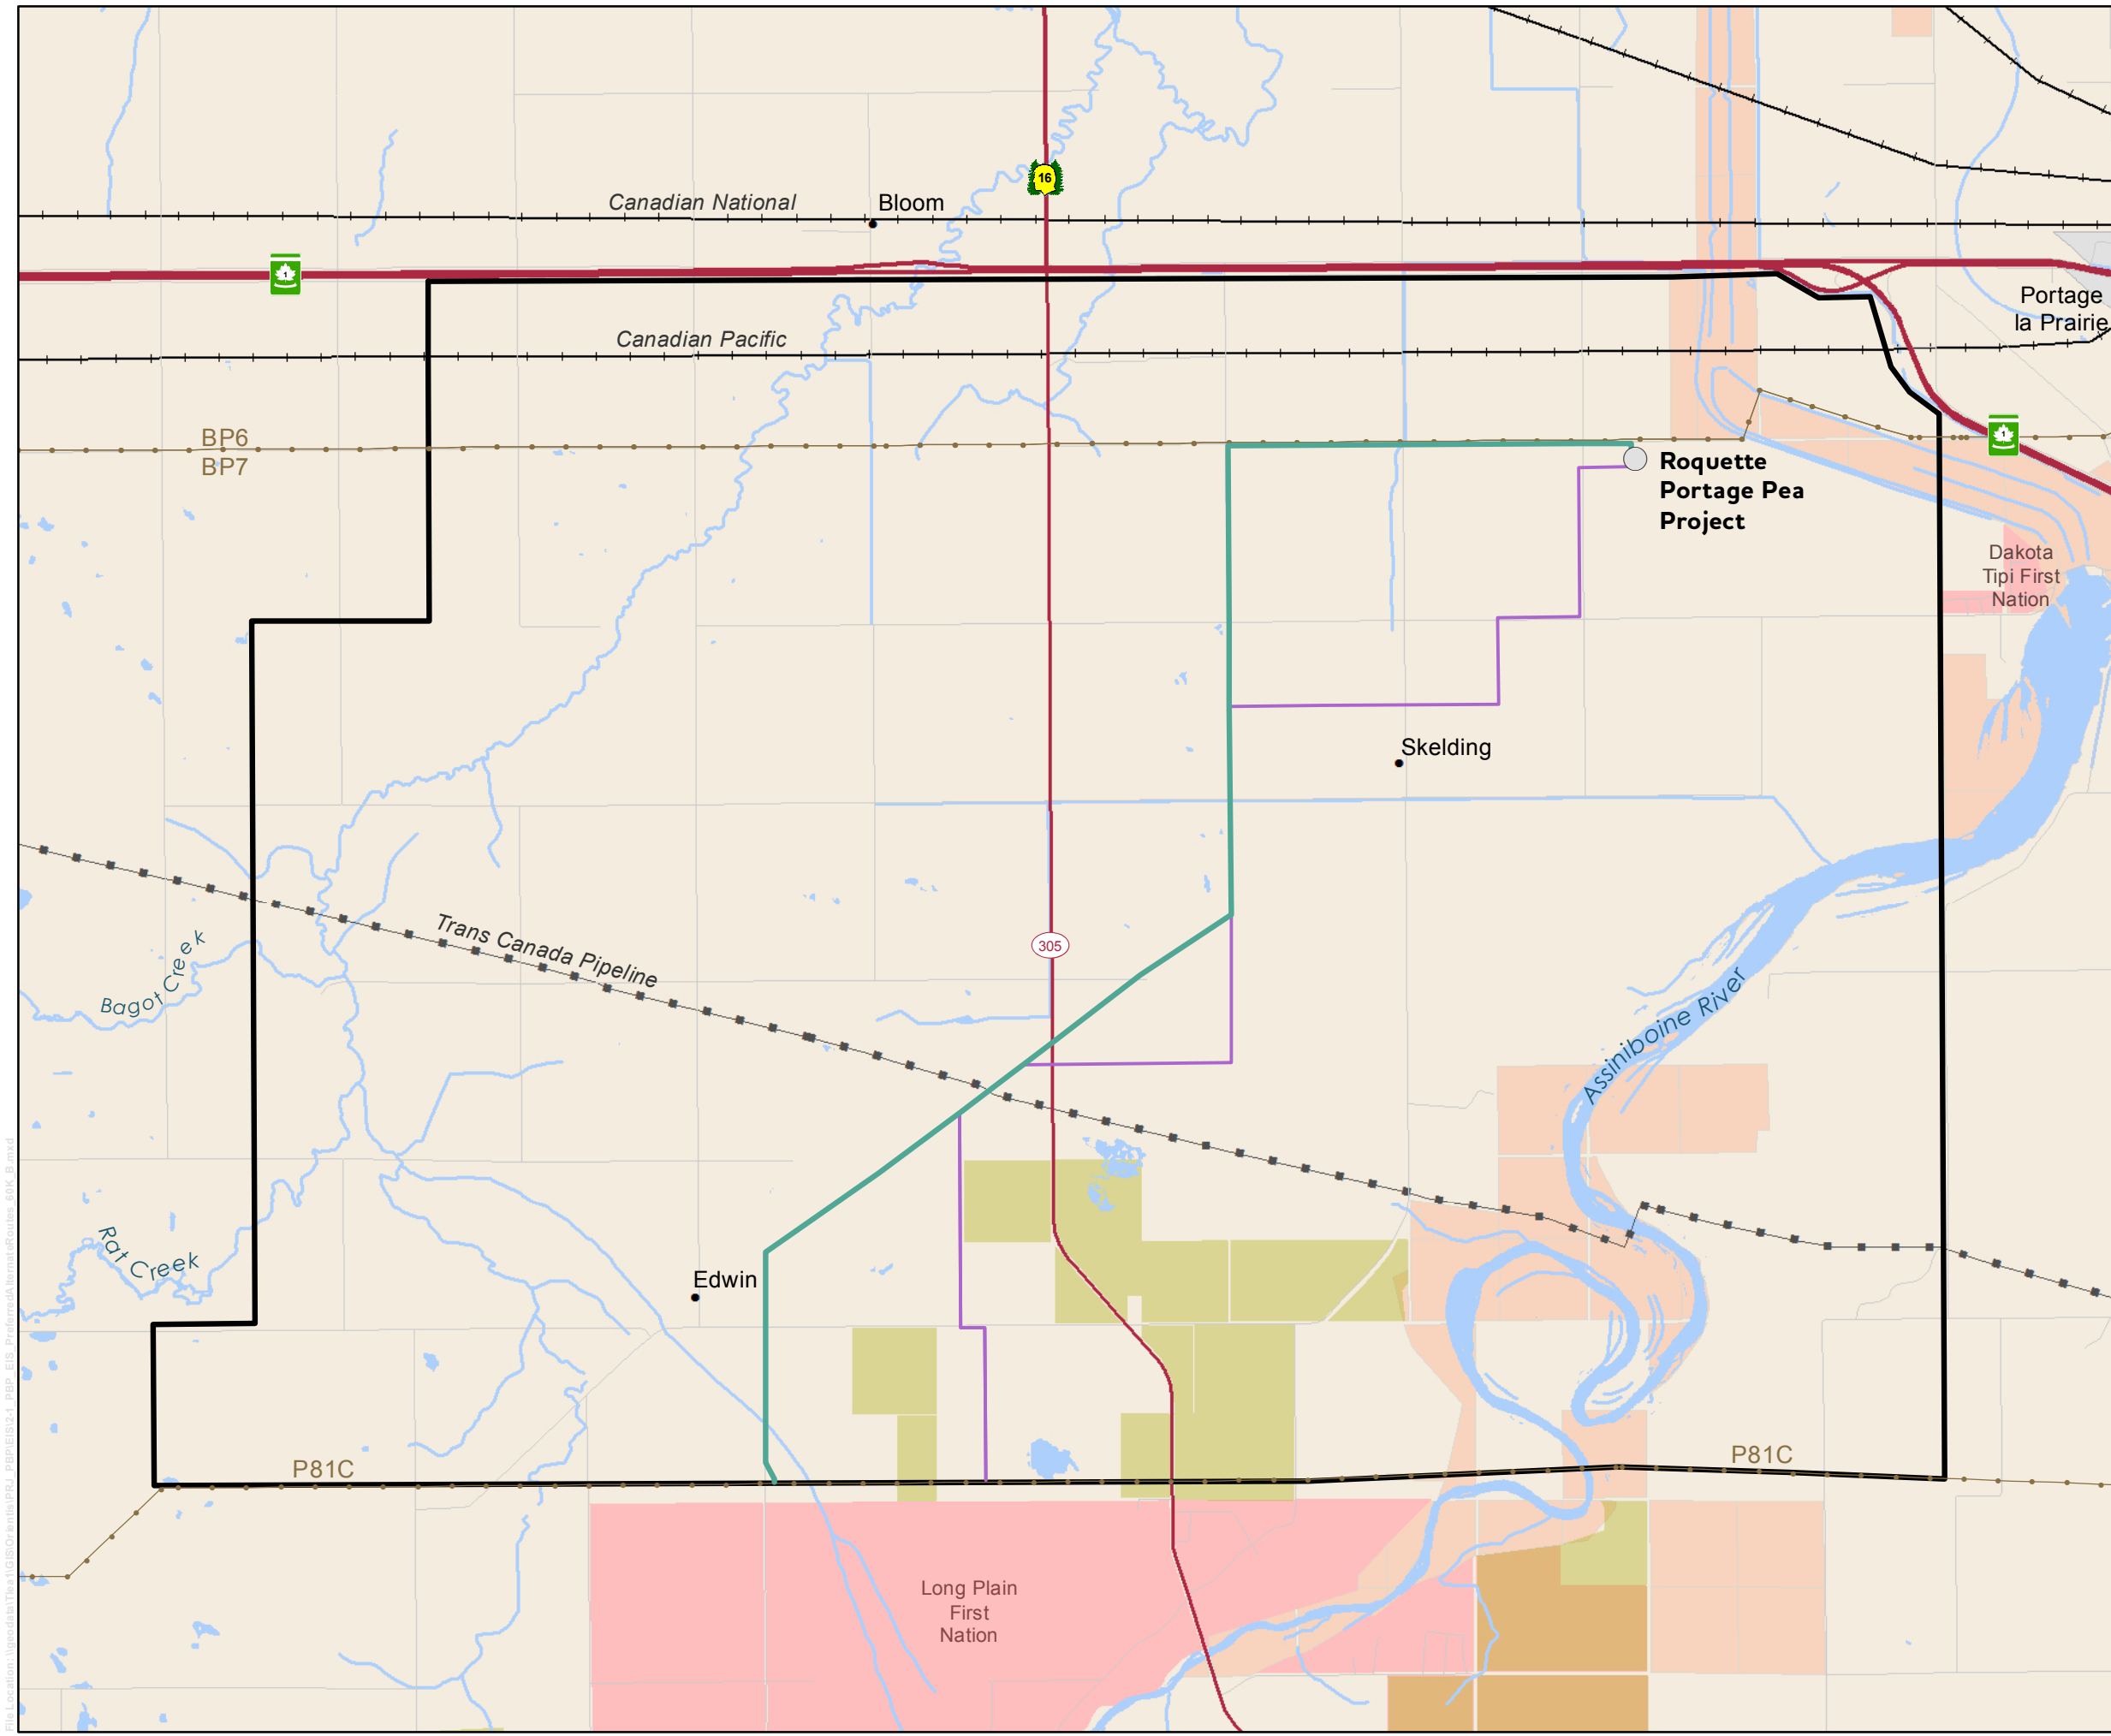 16
Canadian National
Bloom
1
Portage
la Prairie
Canadian Pacific
BP6
BP7
1
Roquette
Portage Pea
Project
Dakota
Tipi First
Nation
Skelding
Trans Canada Pipeline
305
Bagot Creek
Assiniboine River
Rat Creek
Edwin
P81C
P81C
Long Plain
First
Nation